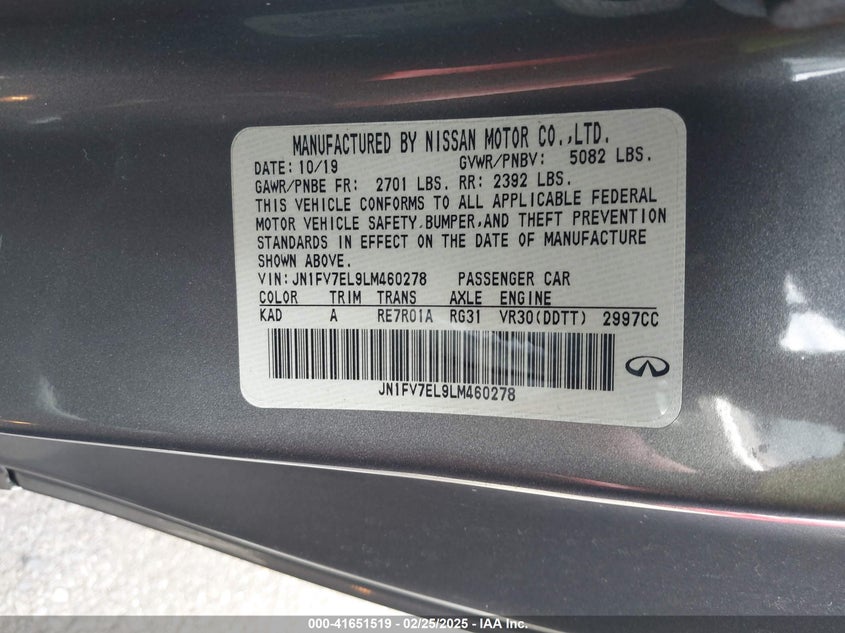 MANUFACTURED BY NISSAN MOTOR CO.,LTD.
DATE: 10/19 GVWR/PNBV: 5082 LBS.
GAWR/PNBE FR: 2701 LBS. RR: 2392 LBS.
THIS VEHICLE CONFORMS TO ALL APPLICABLE FEDERAL
MOTOR VEHICLE SAFETY,BUMPER,AND THEFT PREVENTION
STANDARDS IN EFFECT ON THE DATE OF MANUFACTURE
SHOWN ABOVE.
VIN:JN1FV7EL9LM460278 PASSENGER CAR
COLOR TRIM TRANS AXLE ENGINE
KAD A RE7R01A RG31 VR30(DDTT) 2997CC
JN1FV7EL9LM460278
000-41651519 - 02/25/2025 - IAA Inc.